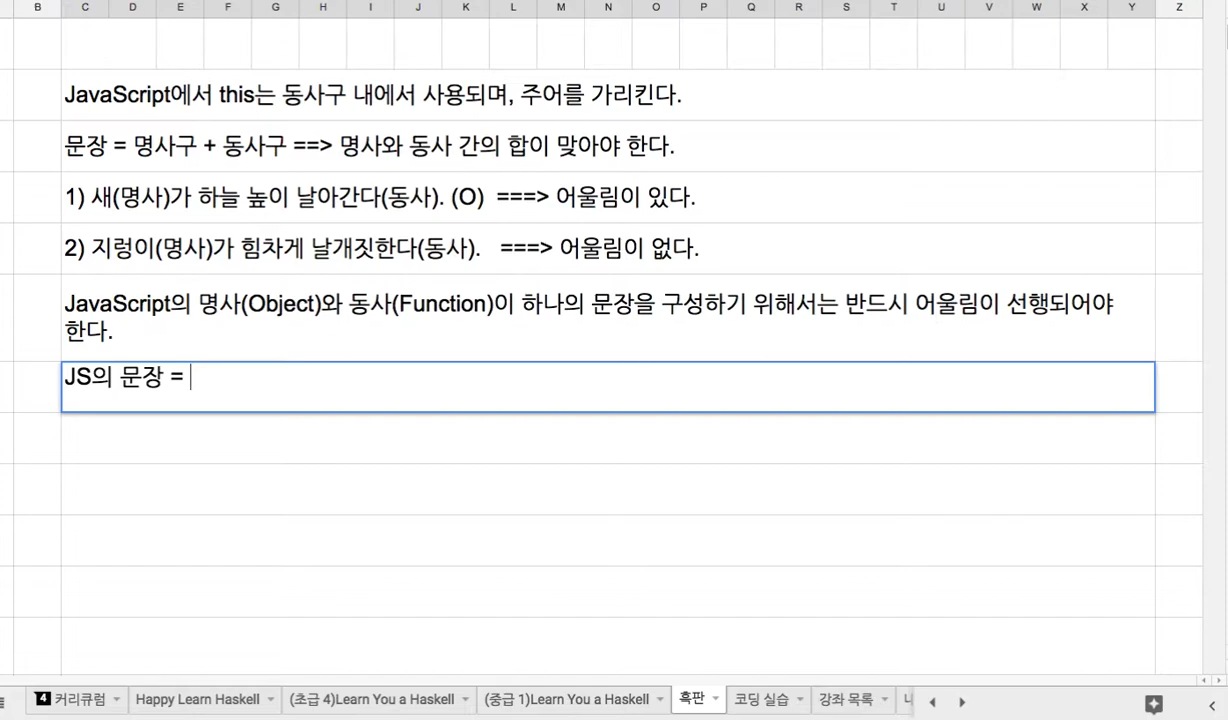 B C D E F G H I J K L M N O P Q R S T U V W X Y Z
JavaScript에서 this는 동사구 내에서 사용되며, 주어를 가리킨다.
문장 = 명사구 + 동사구 ==> 명사와 동사 간의 합이 맞아야 한다.
1) 새(명사)가 하늘 높이 날아간다(동사). (O) ===> 어울림이 있다.
2) 지렁이(명사)가 힘차게 날개짓한다(동사). ===> 어울림이 없다.
JavaScript의 명사(Object)와 동사(Function)이 하나의 문장을 구성하기 위해서는 반드시 어울림이 선행되어야
한다.
JS의 문장 =
4 커리큐럼 Happy Learn Haskell (초급 4)Learn You a Haskell (중급 1)Learn You a Haskell 흑판 코딩 실습 강좌 목록